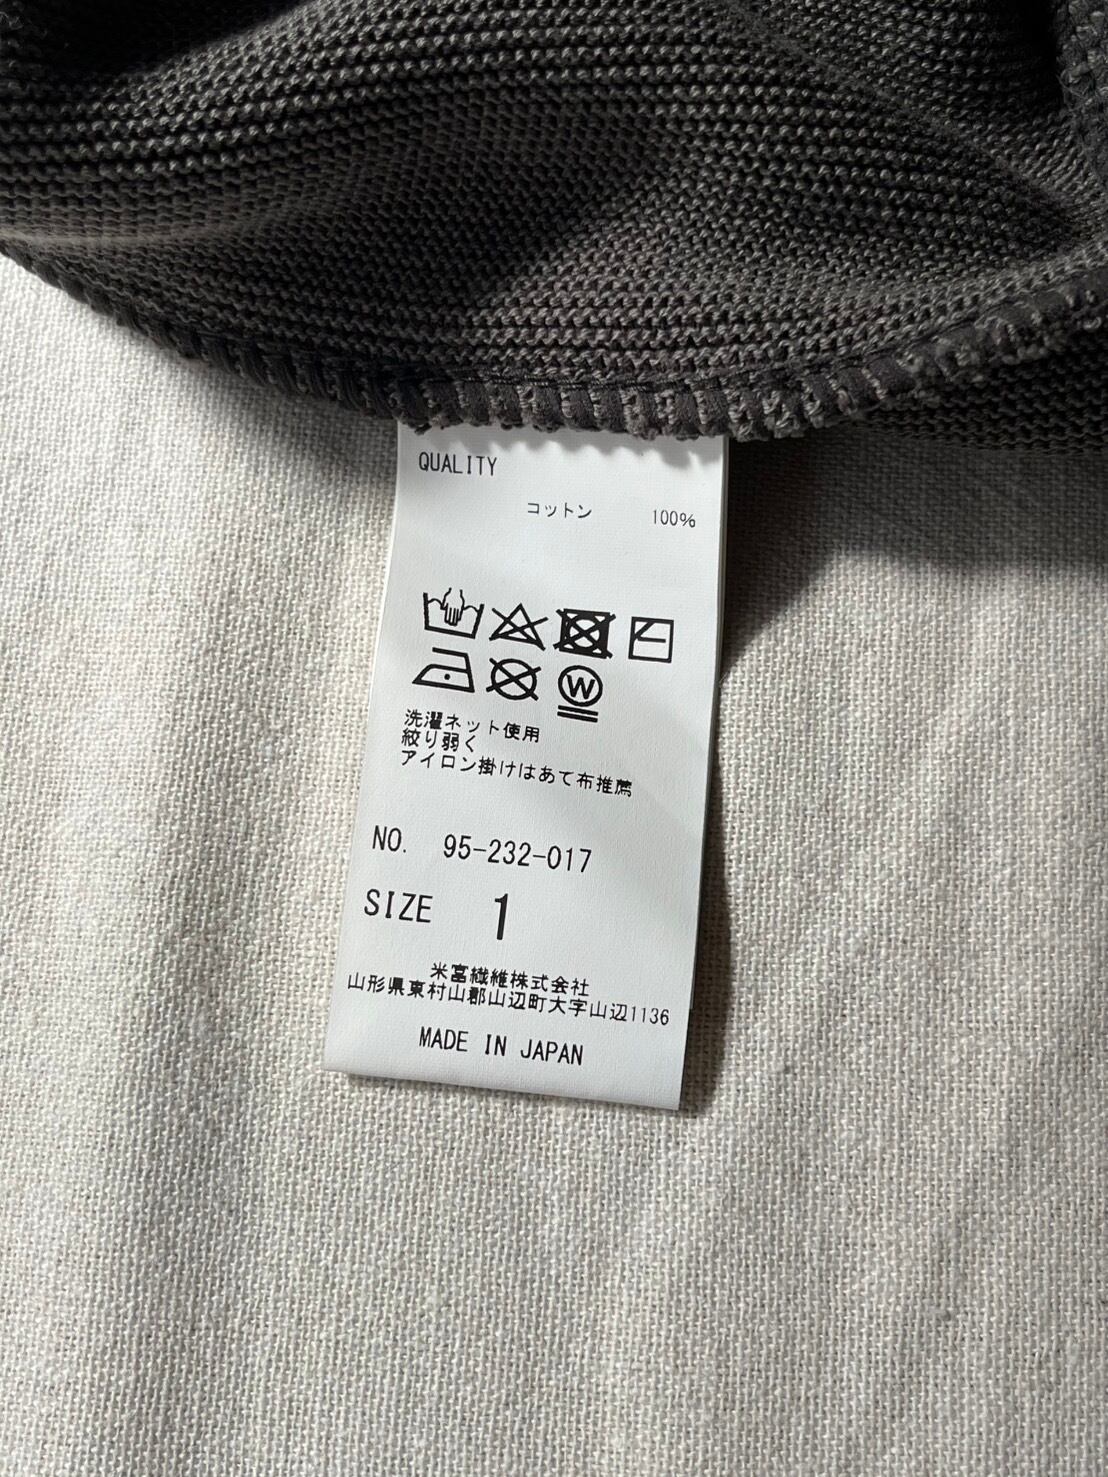 QUALITY
コットン 100%
W
洗濯ネット使用
絞り弱く
アイロン掛けはあて布推薦
NO. 95-232-017
SIZE 1
米富繊維株式会社
山形県東村山郡山辺町大字山辺1136
MADE IN JAPAN